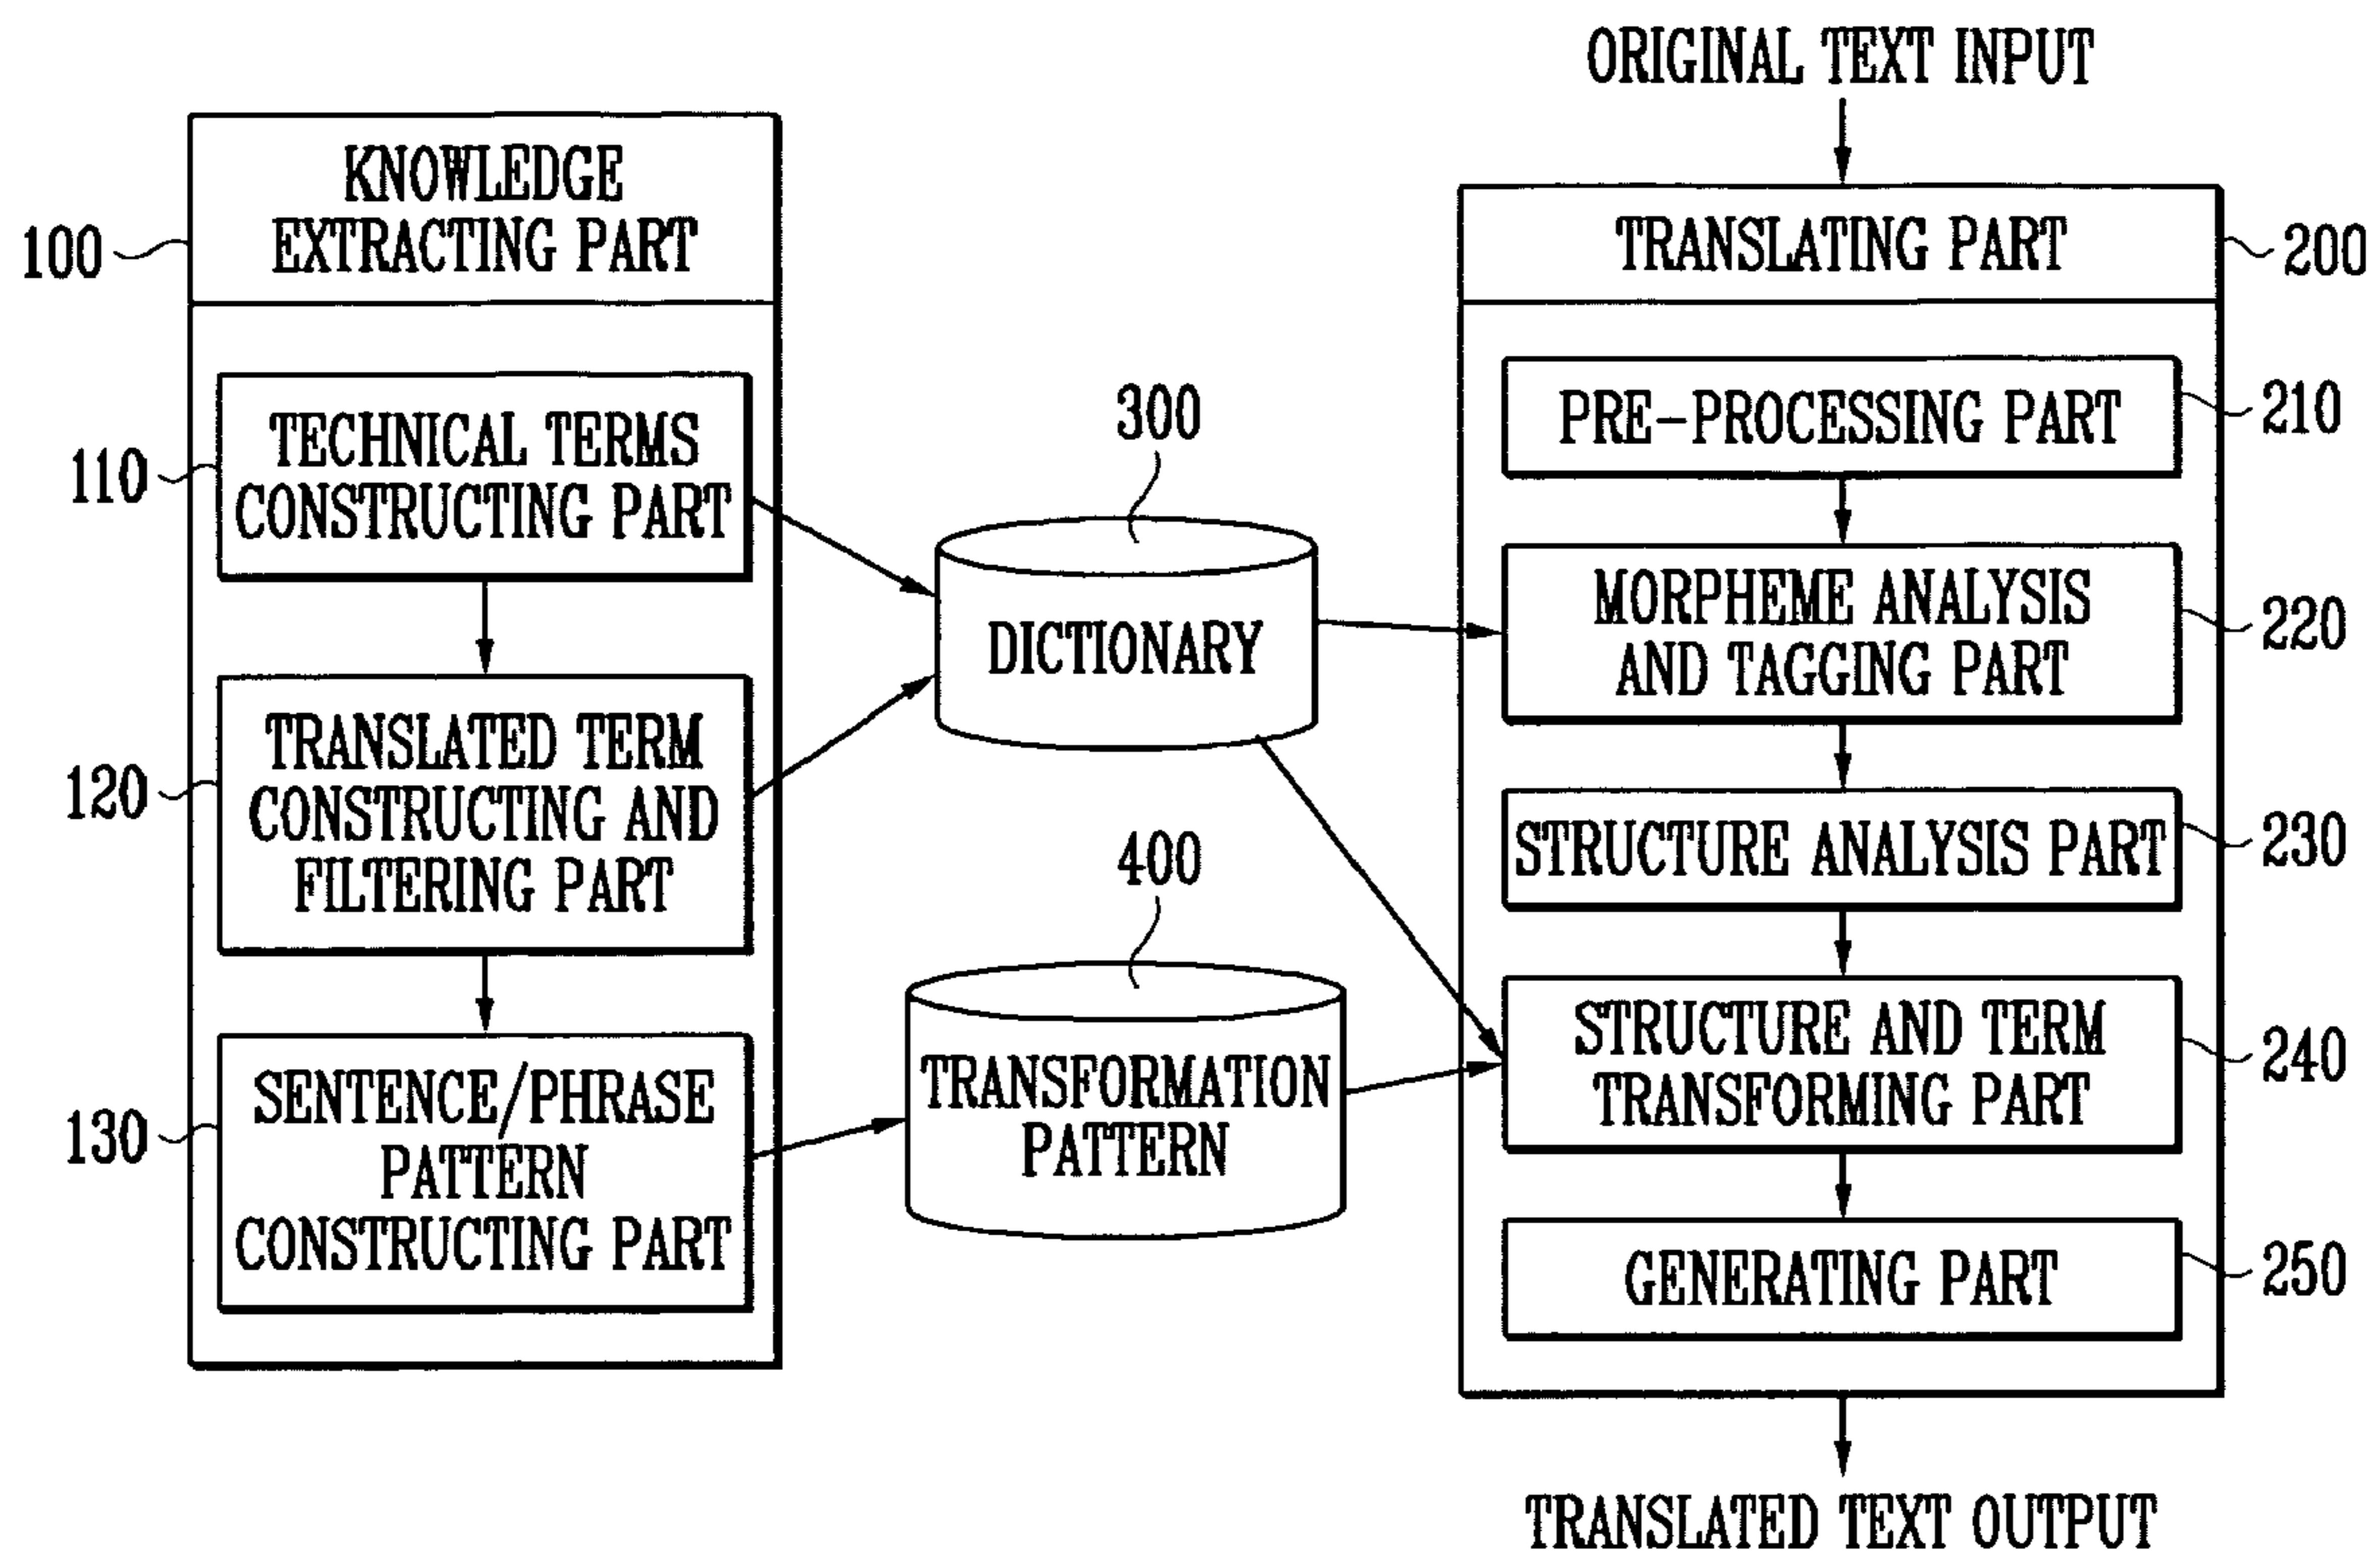 KNOWLEDGE
EXTRACTING PART
100
TECHNICAL TERMS
CONSTRUCTING PART
110
TRANSLATED TERM
CONSTRUCTING AND
FILTERING PART
120
SENTENCE/PHRASE
PATTERN
CONSTRUCTING PART
130
300
DICTIONARY
400
TRANSFORMATION
PATTERN
ORIGINAL TEXT INPUT
TRANSLATING PART
200
PRE-PROCESSING PART
210
MORPHEME ANALYSIS
AND TAGGING PART
220
STRUCTURE ANALYSIS PART
230
STRUCTURE AND TERM
TRANSFORMING PART
240
GENERATING PART
250
TRANSLATED TEXT OUTPUT